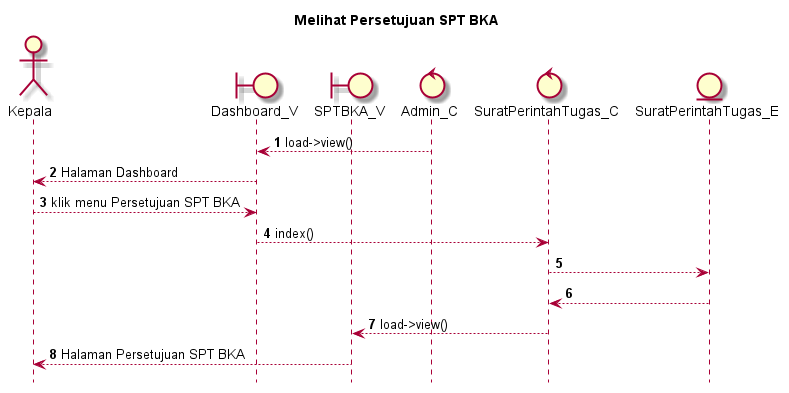 Melihat Persetujuan SPT BKA
Kepala
Dashboard_V
SPTBKA_V
Admin_C
SuratPerintahTugas_C
SuratPerintahTugas_E
1 load->view()
2 Halaman Dashboard
3 klik menu Persetujuan SPT BKA
4 index()
5
6
7 load->view()
8 Halaman Persetujuan SPT BKA